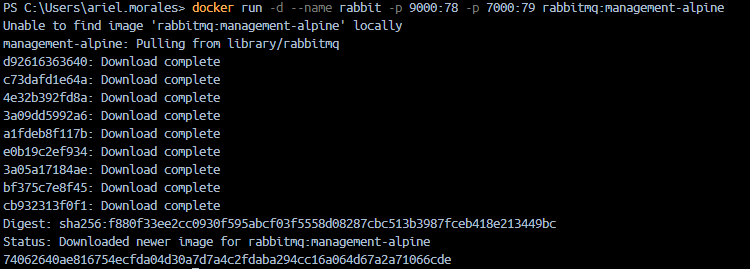 PS C:\Users\ariel.morales> docker run -d --name rabbit -p 9000:78 -p 7000:79 rabbitmq:management-alpine
Unable to find image 'rabbitmq:management-alpine' locally
management-alpine: Pulling from library/rabbitmq
d92616363640: Download complete
c73dafd1e64a: Download complete
4e32b392fd8a: Download complete
3a09dd5992a6: Download complete
a1fdeb8f117b: Download complete
e0b19c2ef934: Download complete
3a05a17184ae: Download complete
bf375c7e8f45: Download complete
cb932313f0f1: Download complete
Digest: sha256:f880f33ee2cc0930f595abcf03f5558d08287cbc513b3987fceb418e213449bc
Status: Downloaded newer image for rabbitmq:management-alpine
74062640ae816754ecfda04d30a7d7a4c2fdaba294cc16a064d67a2a71066cde